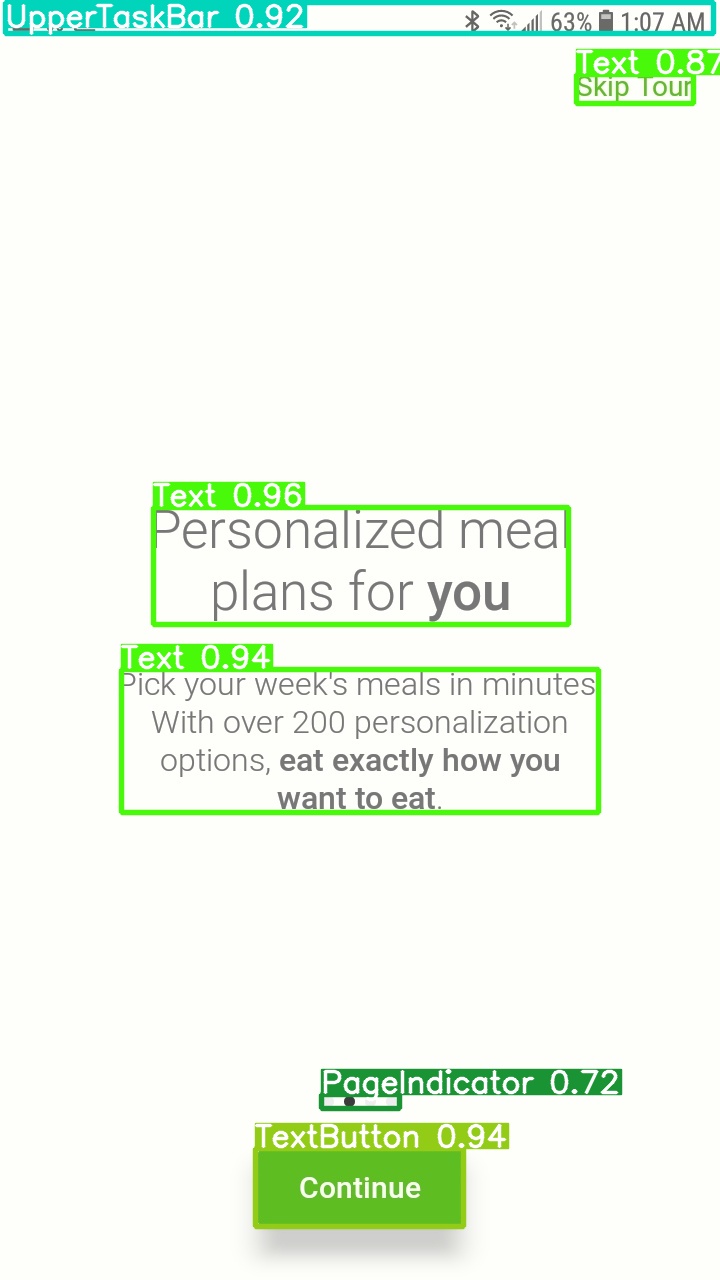 UpperTaskBar 0.92
63% 1:07 AM
Text 0.87
Skip Tour
Text 0.96
Personalized meal
plans for you
Text 0.94
Pick your week's meals in minutes
With over 200 personalization
options, eat exactly how you
want to eat.
PageIndicator 0.72
TextButton 0.94
Continue